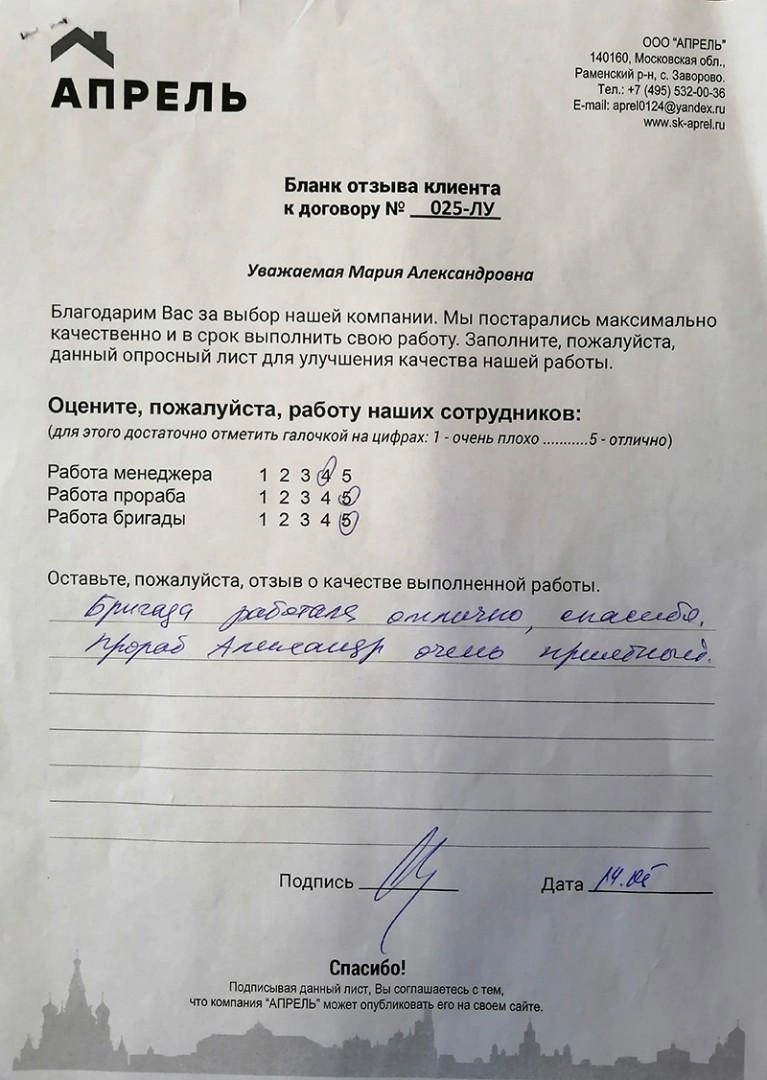 АПРЕЛЬ
ООО "АПРЕЛЬ"
140160, Московская обл.,
Раменский р-н, с. Заворово.
Тел.: +7 (495) 532-00-36
E-mail: aprel0124@yandex.ru
www.sk-aprel.ru
Бланк отзыва клиента
к договору № 025-ЛУ
Уважаемая Мария Александровна
Благодарим Вас за выбор нашей компании. Мы постарались максимально
качественно и в срок выполнить свою работу. Заполните, пожалуйста,
данный опросный лист для улучшения качества нашей работы.
Оцените, пожалуйста, работу наших сотрудников:
(для этого достаточно отметить галочкой на цифрах: 1 - очень плохо ...........5 - отлично)
Работа менеджера 1 2 3 4 5
Работа прораба 1 2 3 4 5
Работа бригады 1 2 3 4 5
Оставьте, пожалуйста, отзыв о качестве выполненной работы.
Бригада работала отлично, спасибо.
Прораб Александр очень приятный.
Подпись
Дата 14.05
Спасибо!
Подписывая данный лист, Вы соглашаетесь с тем,
что компания "АПРЕЛЬ" может опубликовать его на своем сайте.